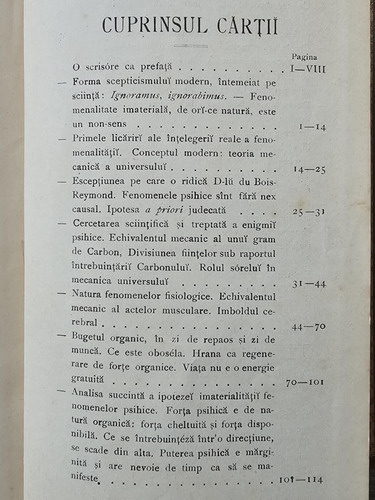 CUPRINSUL CĂRȚII
Pagina
O scrisóre ca prefață . . . . . . . . . . I—VIII
— Forma scepticismuluĭ modern, întemeiat pe
sciință: Ignoramus, ignorabimus. — Feno-
menalitate imaterială, de orĭ-ce natură, este
un non-sens . . . . . . . . . . . 1—14
— Primele licărirĭ ale înțelegeriĭ reale a feno-
menalitățiĭ. Conceptul modern: teoria me-
canică a universuluĭ . . . . . . . . . 14—25
— Escepțiunea pe care o ridică D-lŭ du Bois-
Reymond. Fenomenele psihice sînt fără nex
causal. Ipotesa a priori judecată . . . . 25—31
— Cercetarea sciințifică și treptată a enigmiĭ
psihice. Echivalentul mecanic al unuĭ gram
de Carbon, Divisiunea ființelor sub raportul
întrebuințăriĭ Carbonuluĭ. Rolul sóreluĭ în
mecanica universuluĭ . . . . . . . . . 31—44
— Natura fenomenelor fisiologice. Echivalentul
mecanic al actelor musculare. Imboldul ce-
rebral . . . . . . . . . . . . . 44—70
— Bugetul organic, în zi de repaos și zi de
muncă. Ce este oboséla. Hrana ca regene-
rare de forțe organice. Viața nu e o energie
gratuită . . . . . . . . . . . . . 70—101
— Analisa succintă a ipotezeĭ imaterialitățiĭ fe-
nomenelor psihice. Forța psihică e de na-
tură organică: forța cheltuită și forța dispo-
nibilă. Ce se întrebuințéză într'o direcțiune,
se scade din alta, Puterea psihică e mărgi-
nită și are nevoie de timp ca să se ma-
nifeste . . . . . . . . . . . . . 101—114